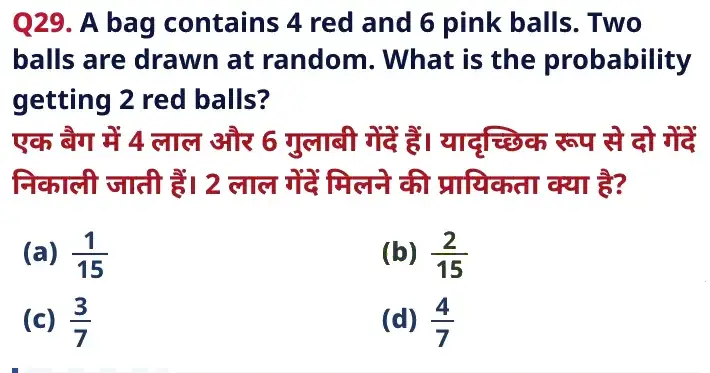 Q29. A bag contains 4 red and 6 pink balls. Two
balls are drawn at random. What is the probability
getting 2 red balls?
एक बैग में 4 लाल और 6 गुलाबी गेंदें हैं। यादृच्छिक रूप से दो गेंदें
निकाली जाती हैं। 2 लाल गेंदें मिलने की प्रायिकता क्या है?
(a) 1/15 (b) 2/15
(c) 3/7 (d) 4/7